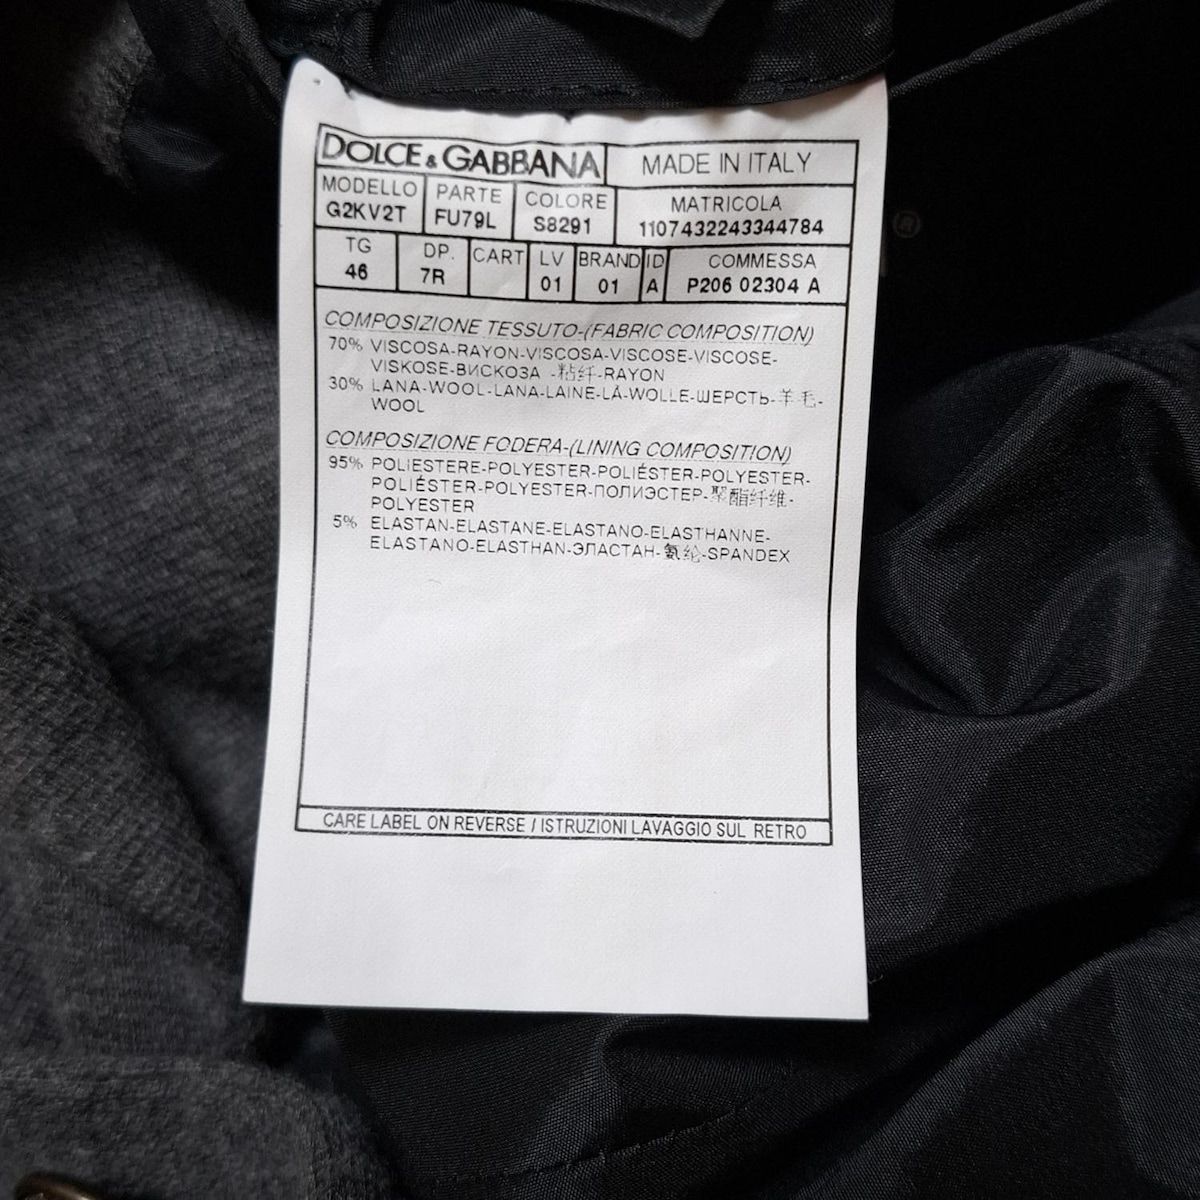 DOLCE & GABBANA MADE IN ITALY
MODELLO PARTE COLORE MATRICOLA
G2KV2T FU79L S8291 1107432243344784
TG DP. CART LV BRAND ID COMMESSA
46 7R 01 01 A P206 02304 A
COMPOSIZIONE TESSUTO-(FABRIC COMPOSITION)
70% VISCOSA-RAYON-VISCOSA-VISCOSE-VISCOSE-
VISKOSE-ВИСКОЗА -粘纤-RAYON
30% LANA-WOOL-LANA-LAINE-LÃ-WOLLE-ШЕРСТЬ-羊毛-
WOOL
COMPOSIZIONE FODERA-(LINING COMPOSITION)
95% POLIESTERE-POLYESTER-POLIÉSTER-POLYESTER-
POLIÉSTER-POLYESTER-ПОЛИЭСТЕР-聚酯纤维-
POLYESTER
5% ELASTAN-ELASTANE-ELASTANO-ELASTHANNE-
ELASTANO-ELASTHAN-ЭЛАСТАН-氨纶-SPANDEX
CARE LABEL ON REVERSE / ISTRUZIONI LAVAGGIO SUL RETRO
®